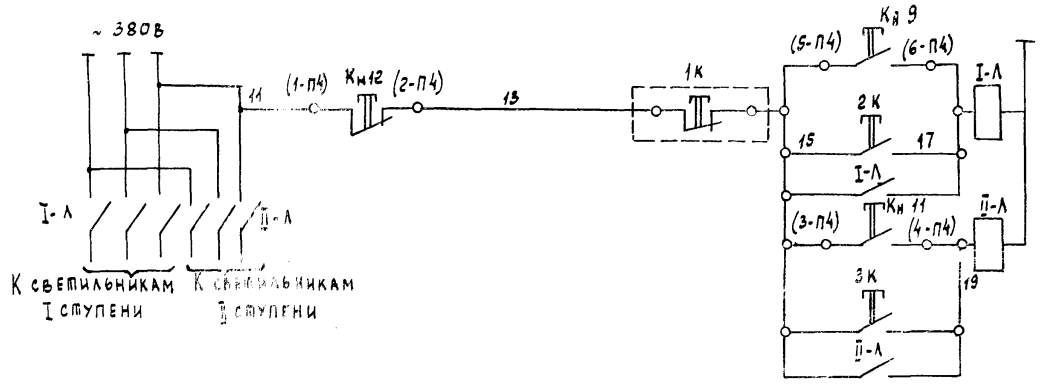 ~ 380В
11
(1-П4)
Кн12
(2-П4)
13
1К
Кн 9
(5-П4)
(6-П4)
I-Л
2К
15
17
I-Л
Кн 11
(3-П4)
(4-П4)
II-Л
19
3К
II-Л
I-Л
II-Л
К СВЕТИЛЬНИКАМ
I СТУПЕНИ
К СВЕТИЛЬНИКАМ
II СТУПЕНИ